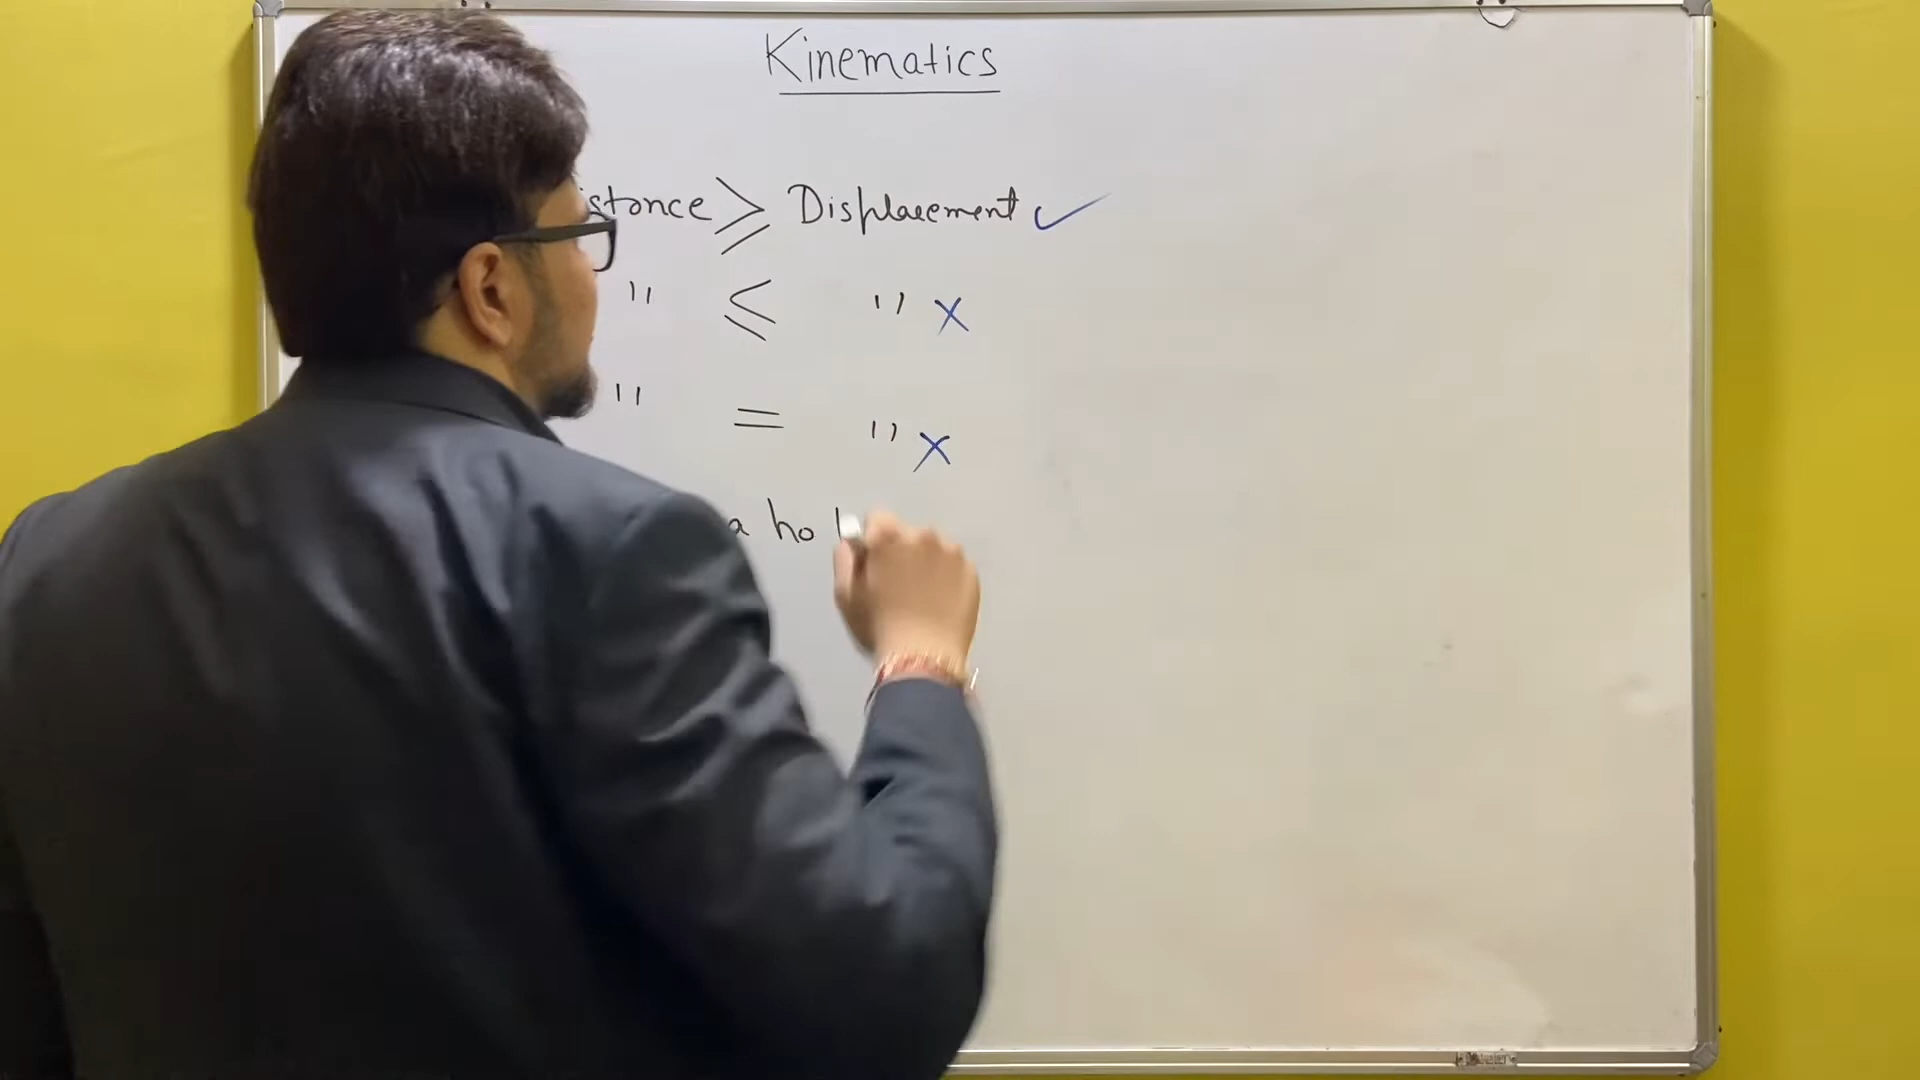 Kinematics
istance ⩾ Displacement ✓
" ⩽ " ×
" = " ×
a ho